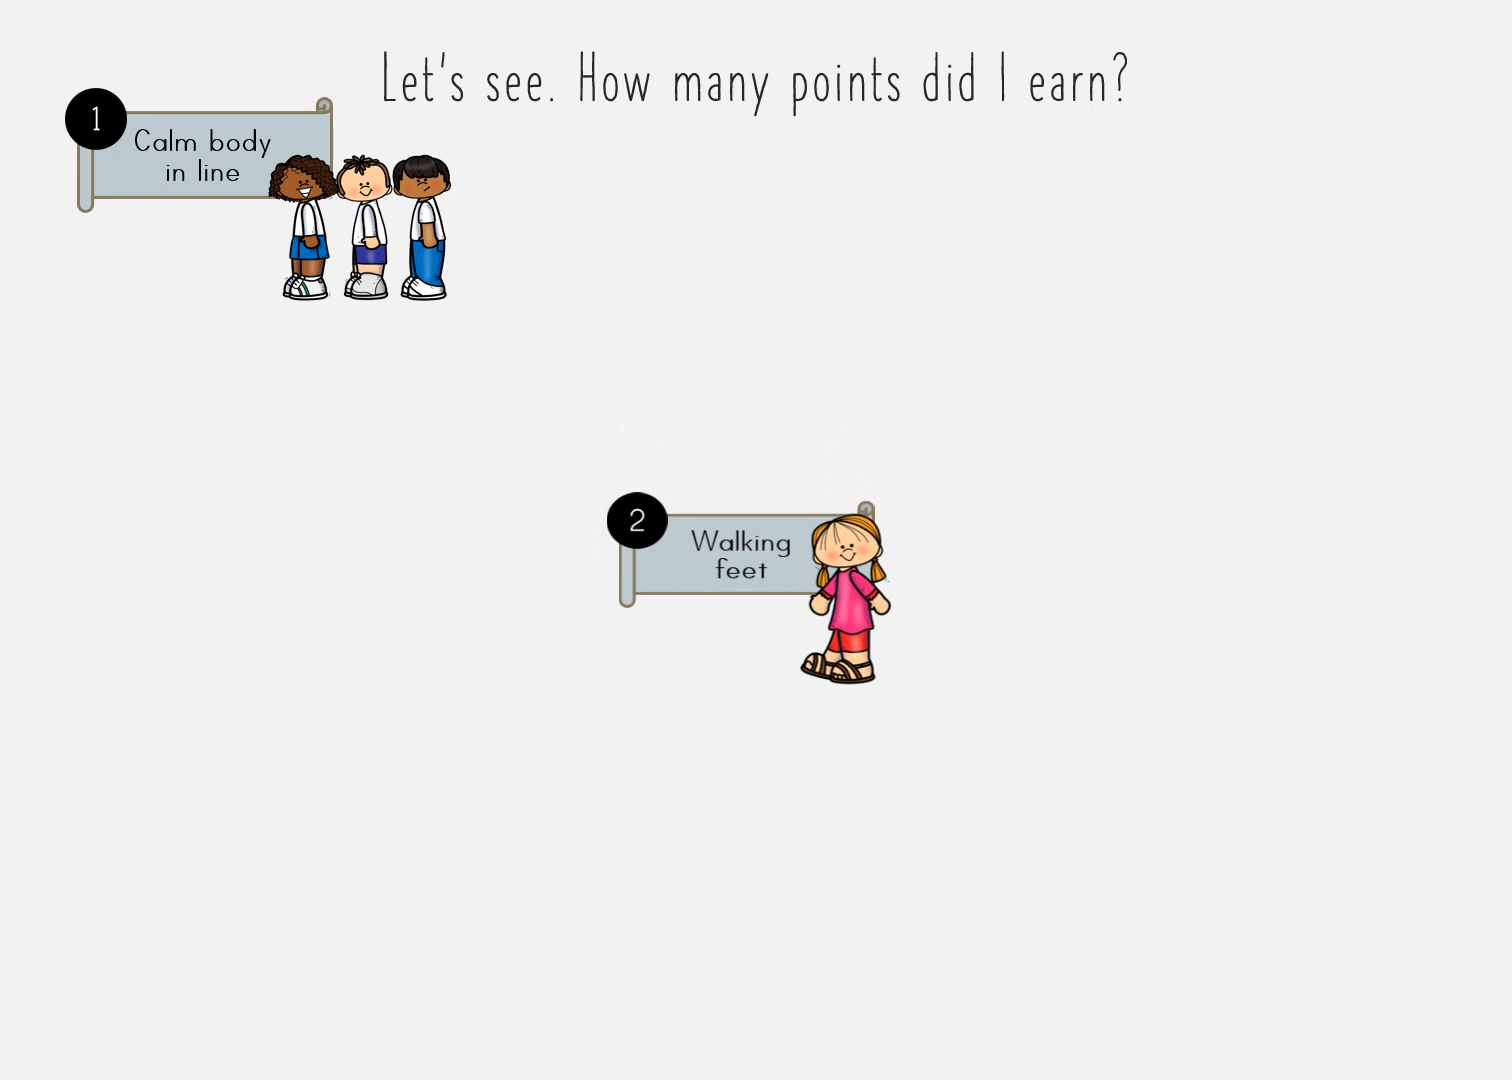 Let's see. How many points did I earn?
1
Calm body
in line
2
Walking
feet